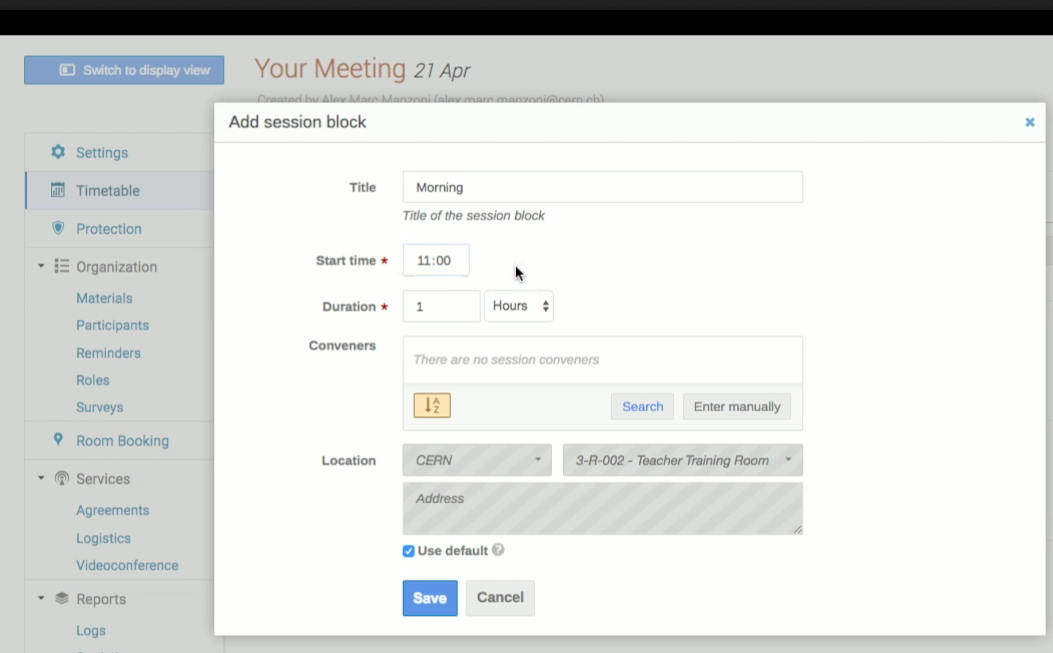 Switch to display view
Your Meeting 21 Apr
Created by Alex Marc Manzoni (alex.marc.manzoni@cern.ch)
Add session block
Settings
Timetable
Protection
Organization
Materials
Participants
Reminders
Roles
Surveys
Room Booking
Services
Agreements
Logistics
Videoconference
Reports
Logs
Title
Morning
Title of the session block
Start time *
11:00
Duration *
1 Hours
Conveners
There are no session conveners
A
Z
Search Enter manually
Location
CERN 3-R-002 - Teacher Training Room
Address
Use default ?
Save Cancel